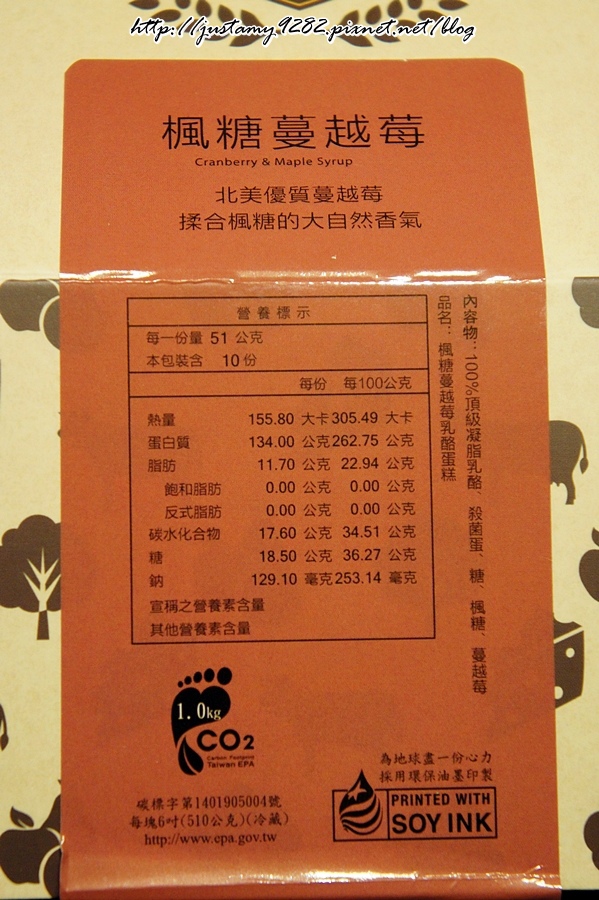 http://justamy9282.pixnet.net/blog
楓糖蔓越莓
Cranberry & Maple Syrup
北美優質蔓越莓
揉合楓糖的大自然香氣
營養標示
每一份量 51 公克
本包裝含 10 份
每份 每100公克
熱量 155.80 大卡 305.49 大卡
蛋白質 134.00 公克 262.75 公克
脂肪 11.70 公克 22.94 公克
飽和脂肪 0.00 公克 0.00 公克
反式脂肪 0.00 公克 0.00 公克
碳水化合物 17.60 公克 34.51 公克
糖 18.50 公克 36.27 公克
鈉 129.10 毫克 253.14 毫克
宣稱之營養素含量
其他營養素含量
內容物：100%頂級凝脂乳酪、殺菌蛋、糖、楓糖、蔓越莓
品名：楓糖蔓越莓乳酪蛋糕
1.0kg
CO2
Carbon Footprint
Taiwan EPA
碳標字第1401905004號
每塊6吋(510公克)(冷藏)
http://www.epa.gov.tw
為地球盡一份心力
採用環保油墨印製
PRINTED WITH
SOY INK